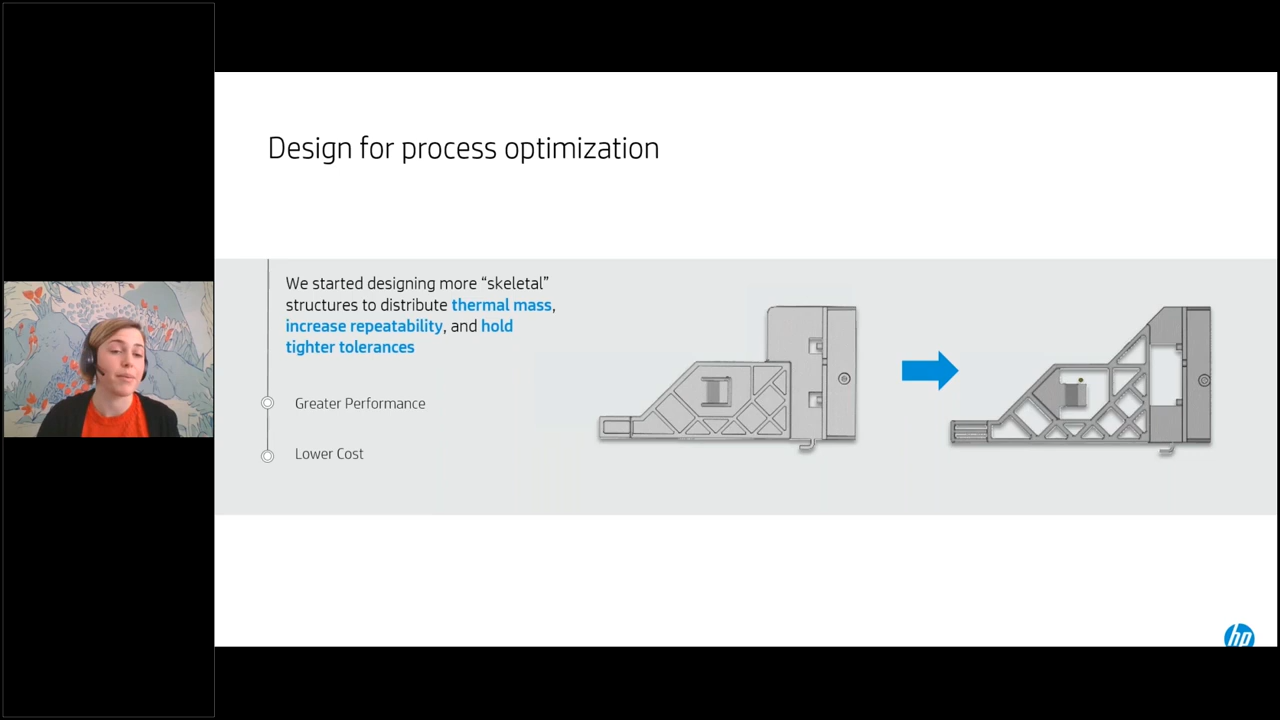 Design for process optimization
We started designing more “skeletal”
structures to distribute thermal mass,
increase repeatability, and hold
tighter tolerances
Greater Performance
Lower Cost
hp